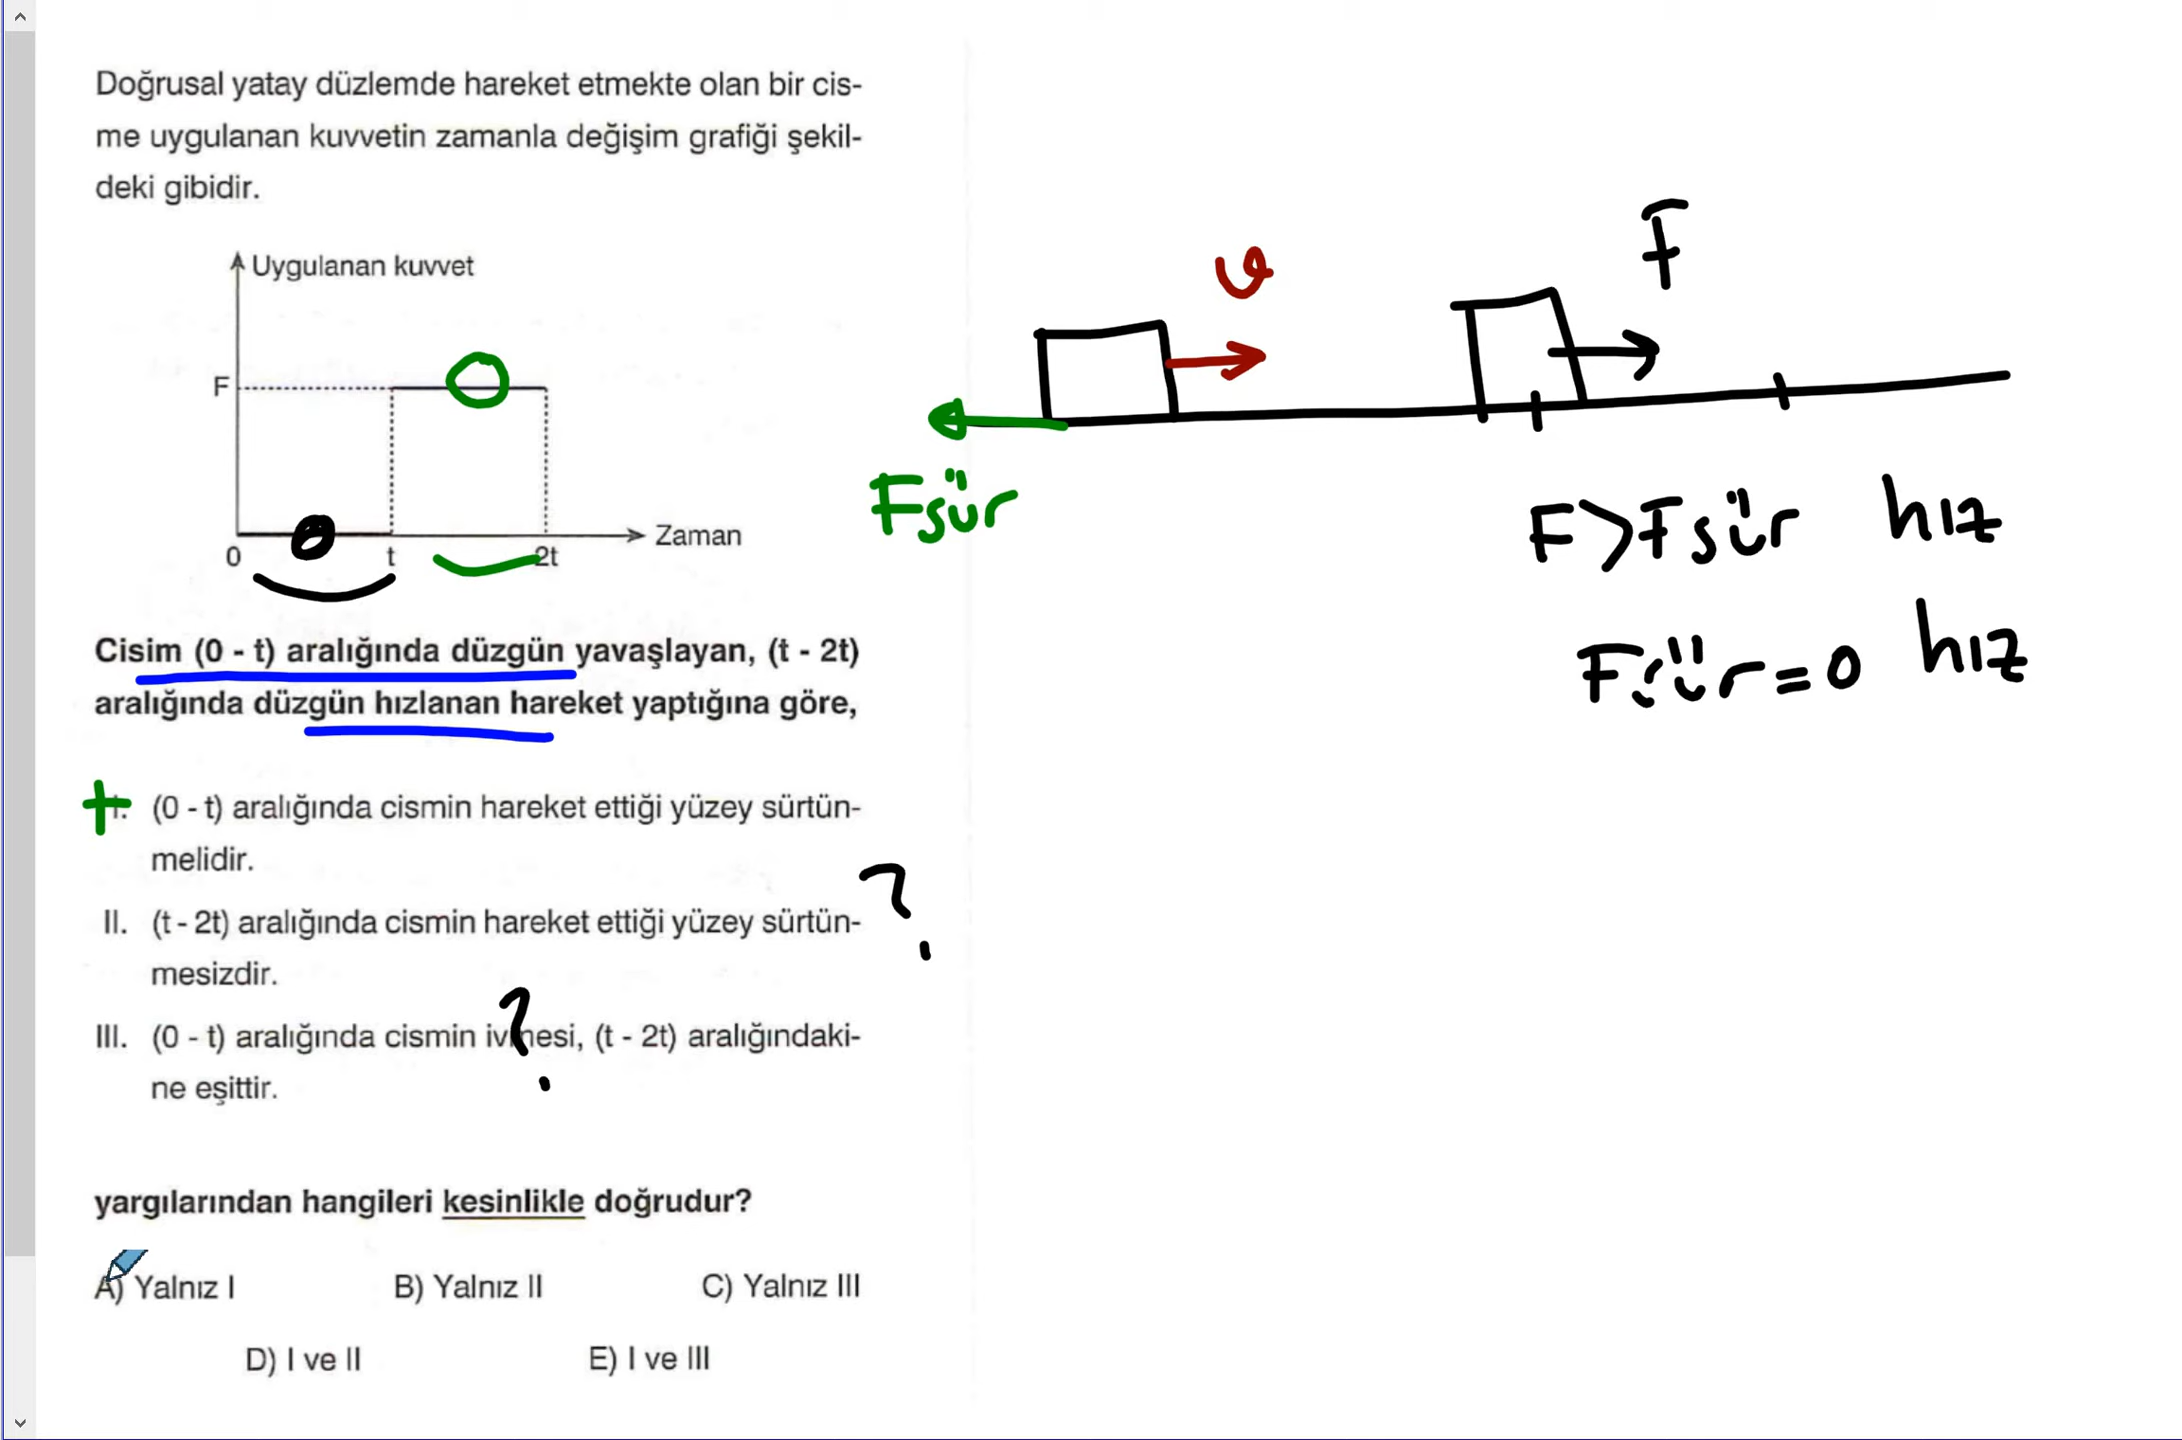 Doğrusal yatay düzlemde hareket etmekte olan bir cis-
me uygulanan kuvvetin zamanla değişim grafiği şekil-
deki gibidir.
Uygulanan kuvvet
F
0
t
2t
Zaman
Cisim (0 - t) aralığında düzgün yavaşlayan, (t - 2t)
aralığında düzgün hızlanan hareket yaptığına göre,
I. (0 - t) aralığında cismin hareket ettiği yüzey sürtün-
melidir.
II. (t - 2t) aralığında cismin hareket ettiği yüzey sürtün-
mesizdir.
?
III. (0 - t) aralığında cismin ivmesi, (t - 2t) aralığındaki-
ne eşittir.
?
yargılarından hangileri kesinlikle doğrudur?
A) Yalnız I
B) Yalnız II
C) Yalnız III
D) I ve II
E) I ve III
ϑ
F
Fsür
F>Fsür hız
Fsür=0 hız